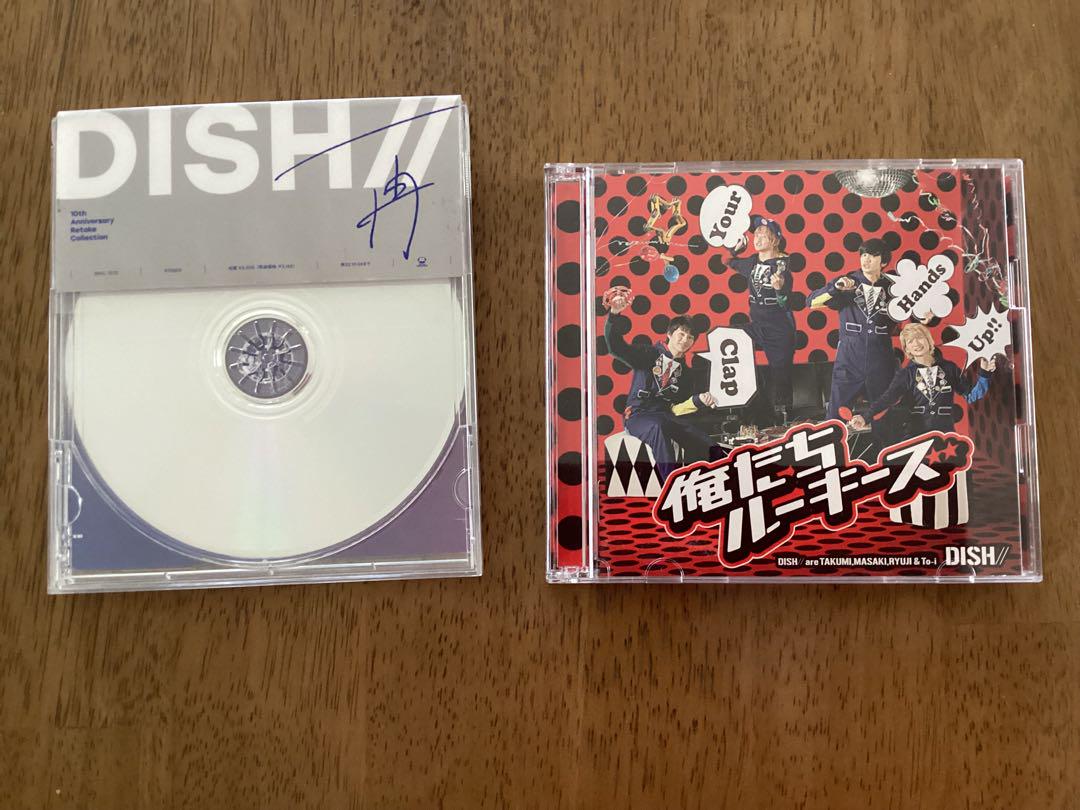 DISH//
再
10th
Anniversary
Retake
Collection
Your
Hands
Up!!
Clap
俺たち
ルーキーズ
DISH// are TAKUMI,MASAKI,RYUJI & To-i DISH//